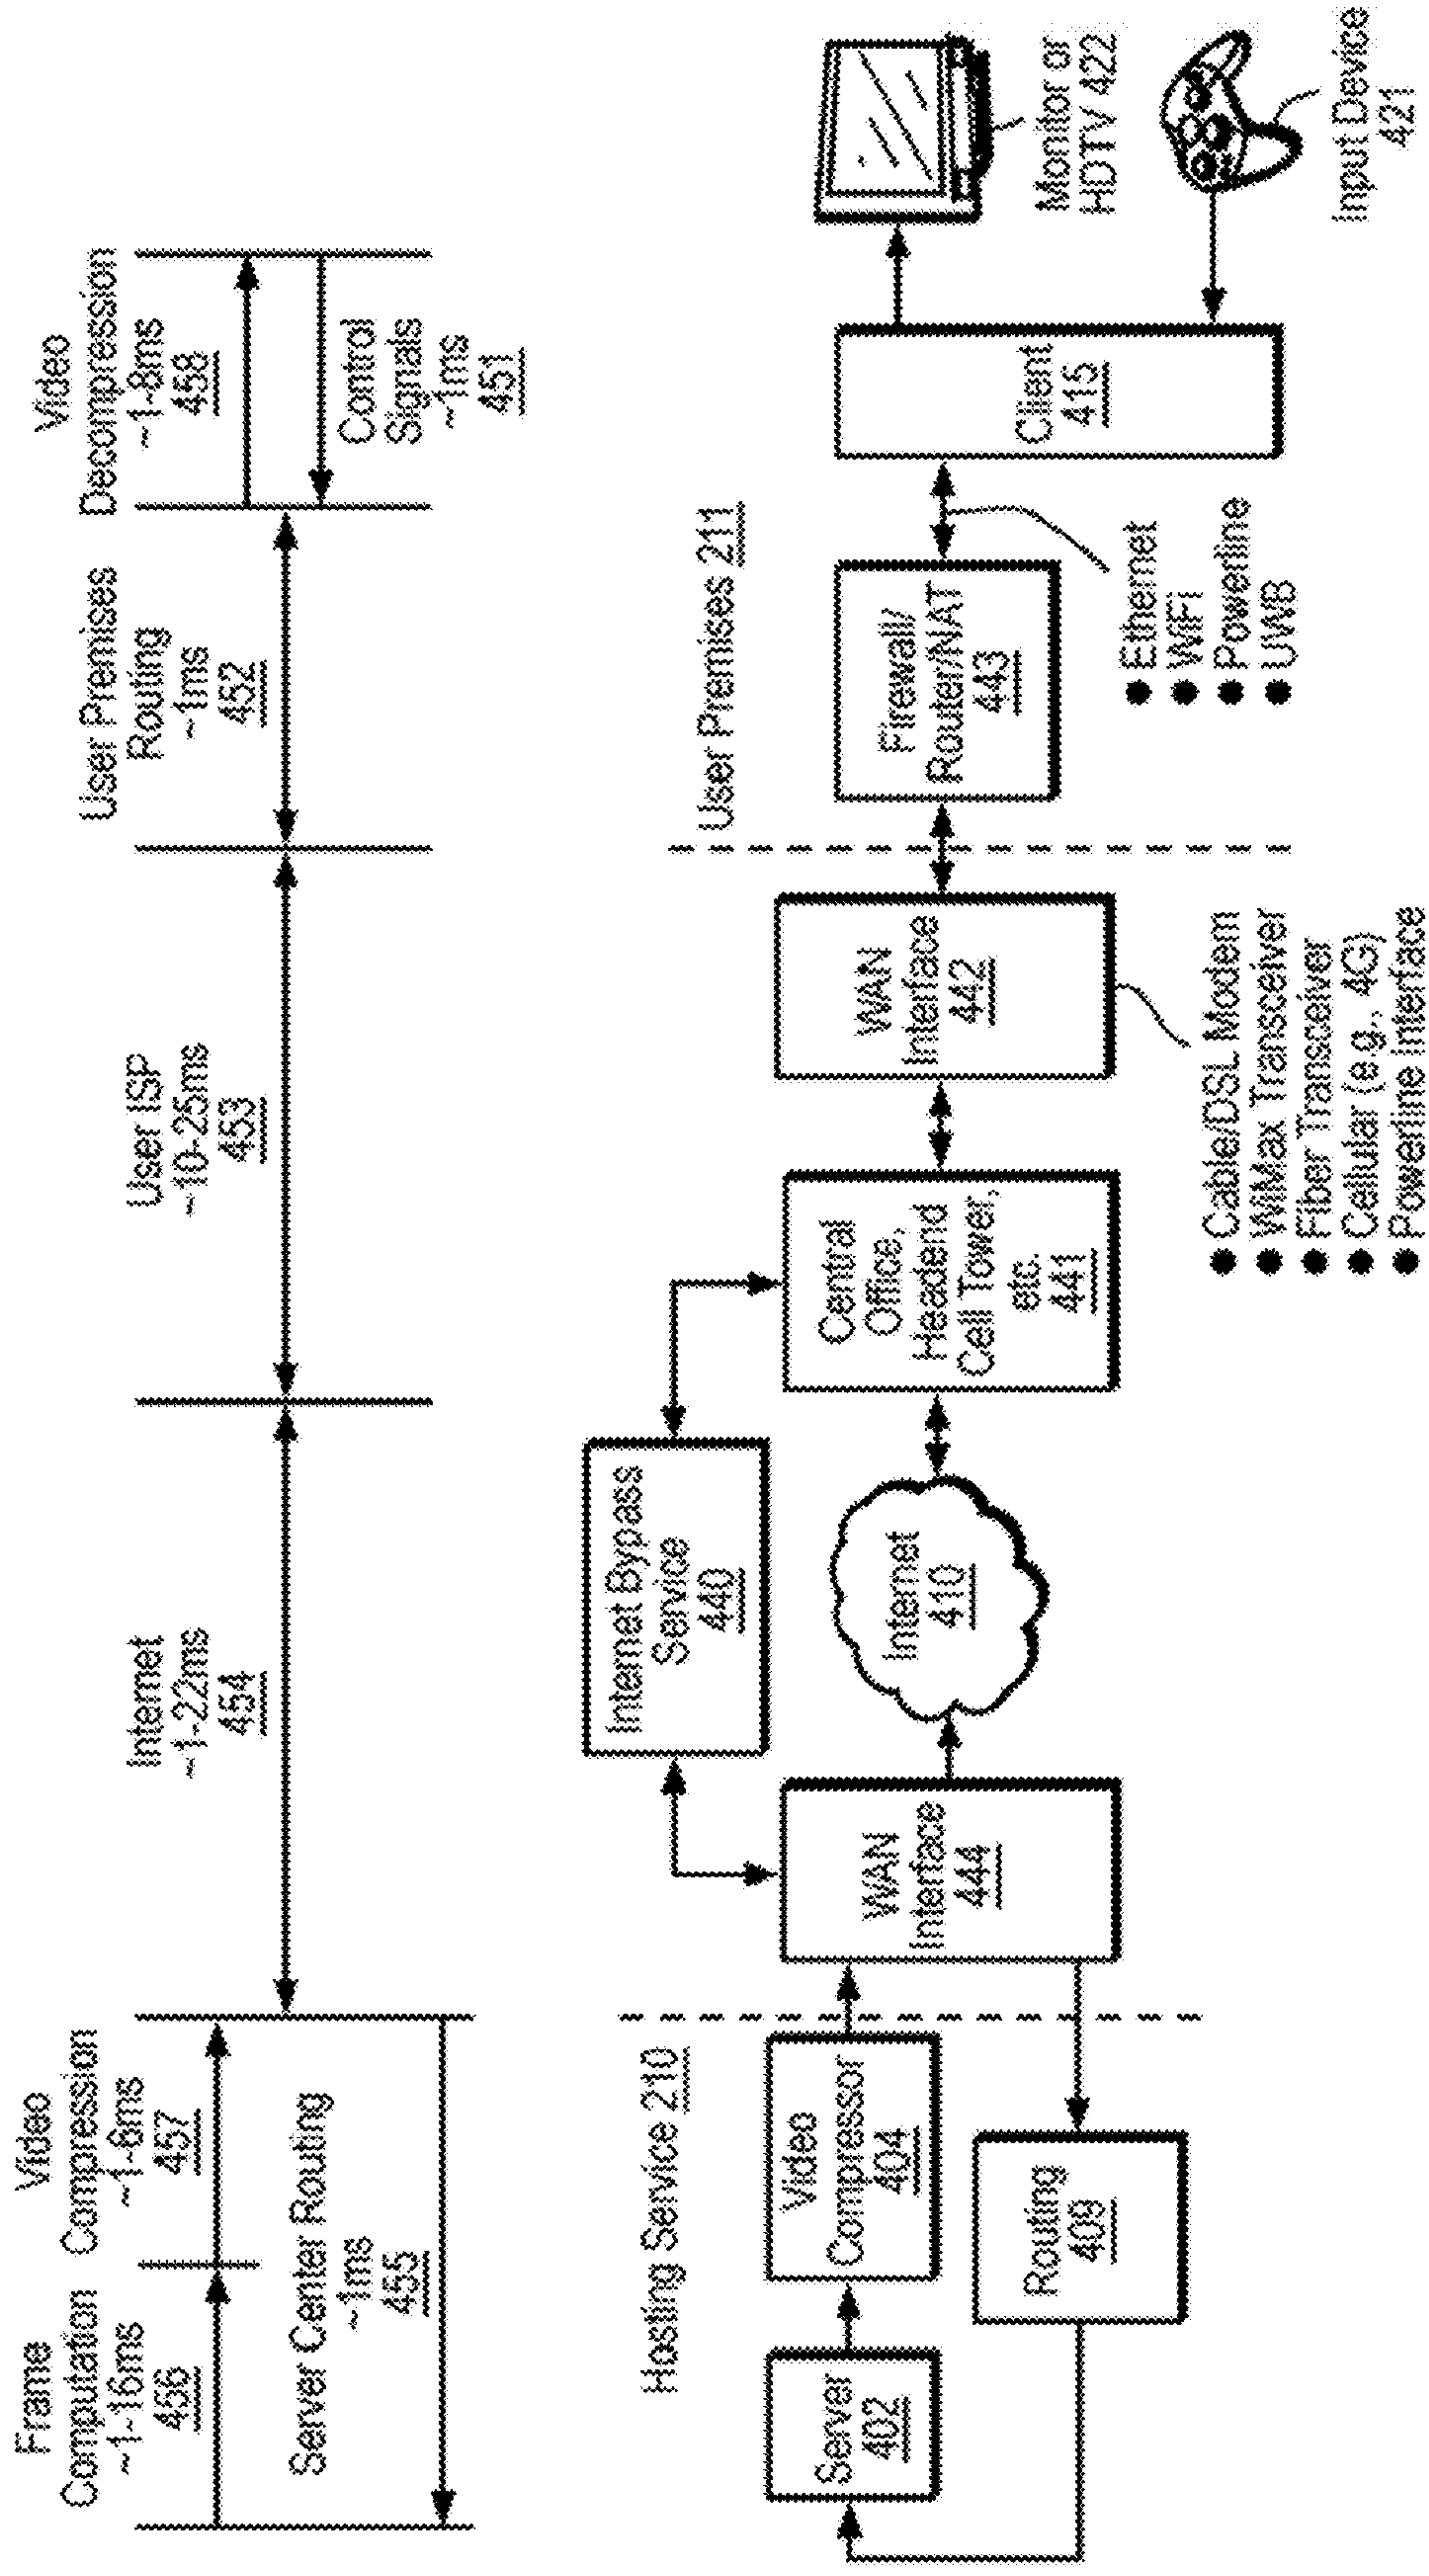 Frame
Computation
~1-16ms
456
Video
Compression
~1-6ms
457
Server Center Routing
~1ms
455
Internet
~1-22ms
454
User ISP
~10-25ms
453
User Premises
Routing
~1ms
452
Video
Decompression
~1-8ms
458
Control
Signals
~1ms
451
Hosting Service 210
Server
402
Video
Compressor
404
Routing
409
WAN
Interface
444
Internet Bypass
Service
440
Internet
410
Central
Office,
Headend
Cell Tower,
etc.
441
WAN
Interface
442
● Cable/DSL Modem
● WiMax Transceiver
● Fiber Transceiver
● Cellular (e.g., 4G)
● Powerline Interface
User Premises 211
Firewall/
Router/NAT
443
● Ethernet
● WiFi
● Powerline
● UWB
Client
415
Monitor or
HDTV 422
Input Device
421